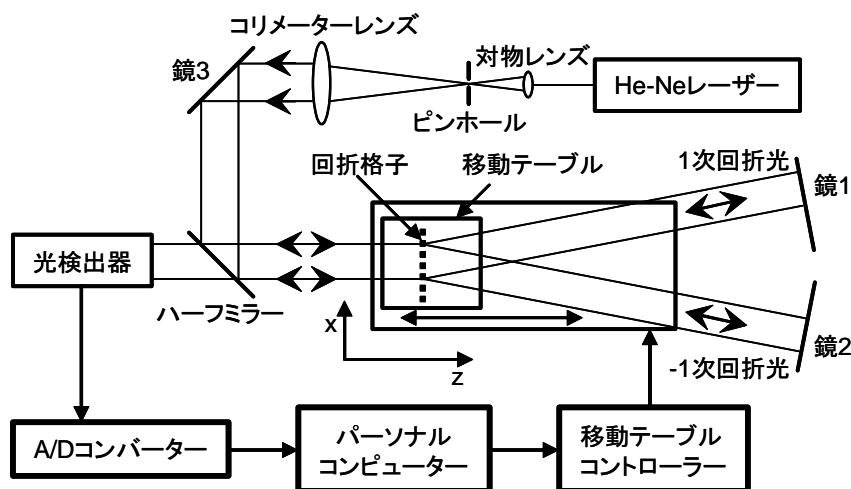 コリメーターレンズ
対物レンズ
鏡3
He-Neレーザー
ピンホール
回折格子
移動テーブル
1次回折光
鏡1
光検出器
ハーフミラー
x
z
-1次回折光
鏡2
A/Dコンバーター
パーソナル
コンピューター
移動テーブル
コントローラー